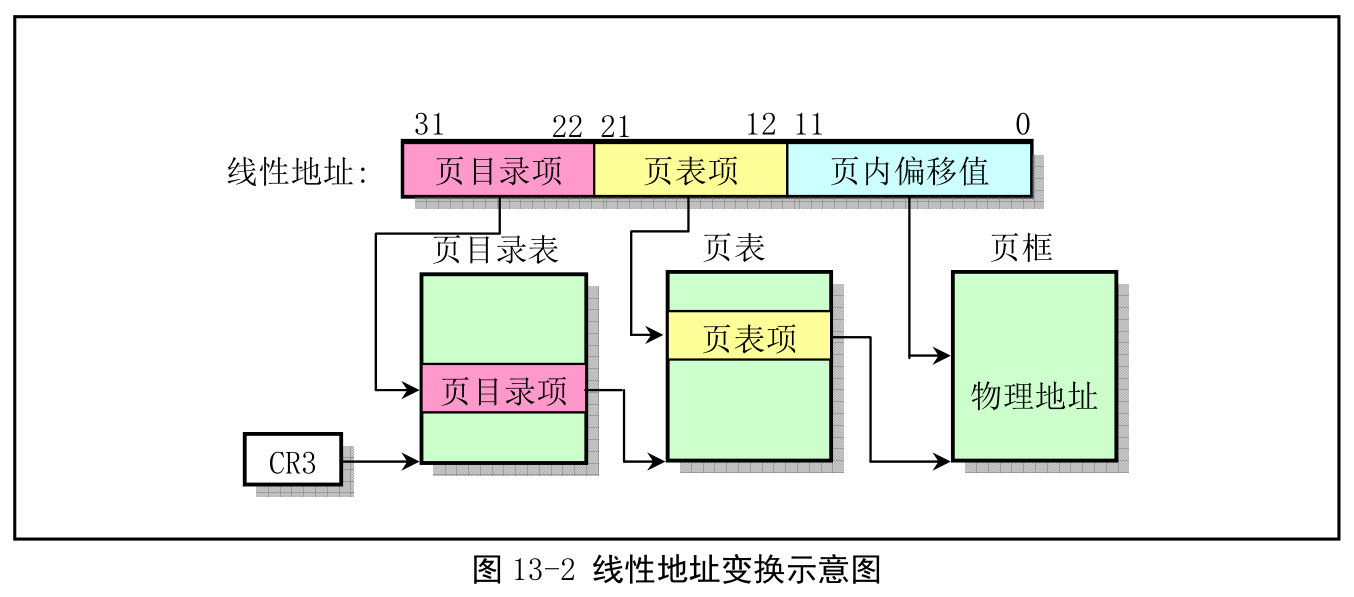 31 22 21 12 11 0
线性地址: 页目录项 页表项 页内偏移值
页目录表 页表 页框
页表项
页目录项 物理地址
CR3
图 13-2 线性地址变换示意图